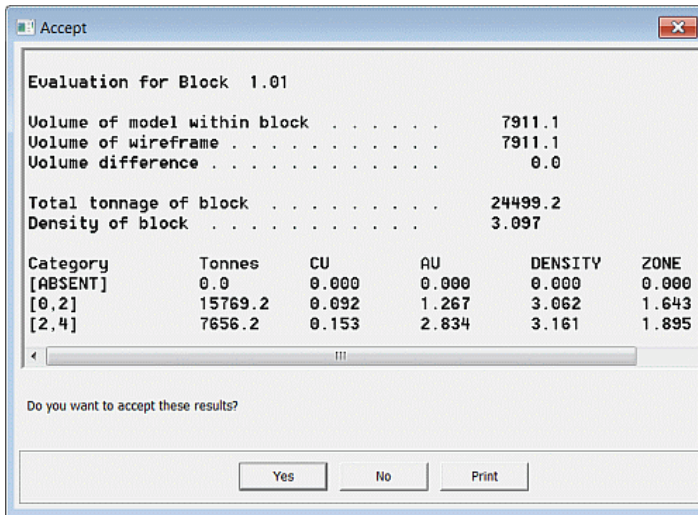 Accept
Evaluation for Block 1.01
Volume of model within block . . . . . . 7911.1
Volume of wireframe . . . . . . . . . . . 7911.1
Volume difference . . . . . . . . . . . . 0.0
Total tonnage of block . . . . . . . . . 24499.2
Density of block . . . . . . . . . . . . 3.097
Category Tonnes CU AU DENSITY ZONE
[ABSENT] 0.0 0.000 0.000 0.000 0.000
[0,2] 15769.2 0.092 1.267 3.062 1.643
[2,4] 7656.2 0.153 2.834 3.161 1.895
Do you want to accept these results?
Yes No Print